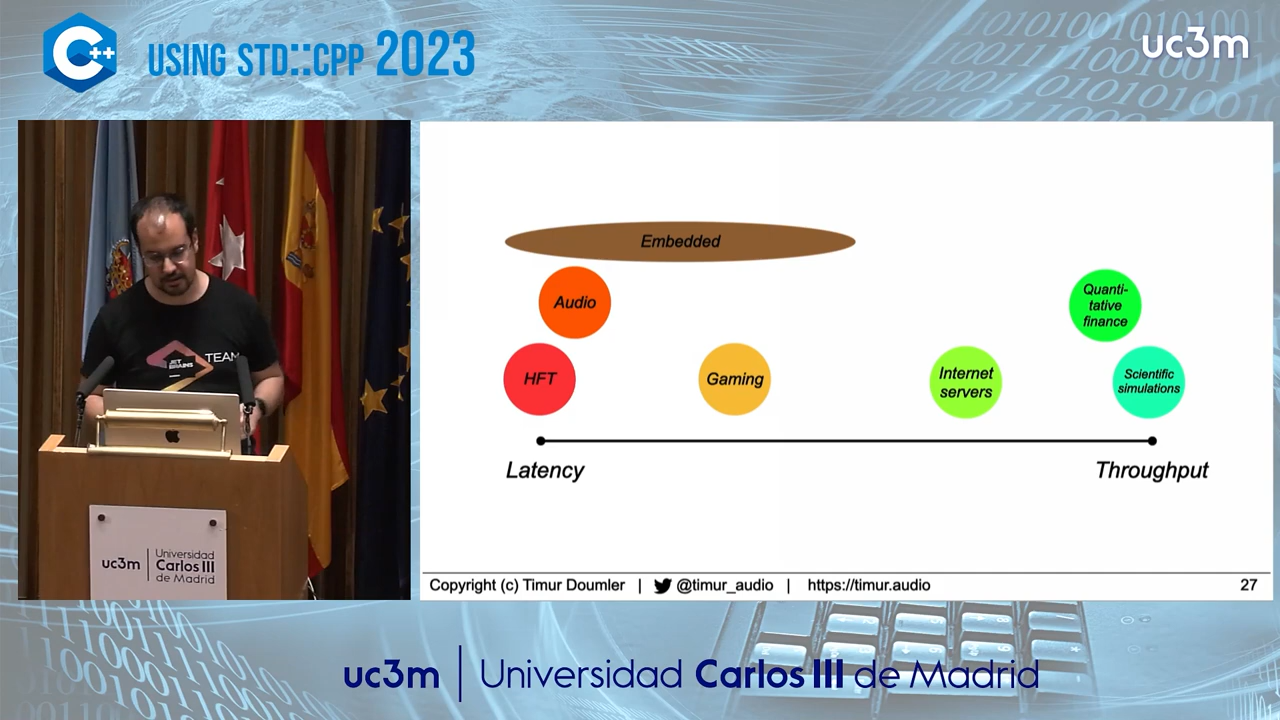 C++
USING STD::CPP 2023
uc3m
JET
BRAINS
TEAM
uc3m
Universidad
Carlos III
de Madrid
Embedded
Audio
HFT
Gaming
Internet
servers
Quanti-
tative
finance
Scientific
simulations
Latency
Throughput
Copyright (c) Timur Doumler | @timur_audio | https://timur.audio
27
uc3m | Universidad Carlos III de Madrid